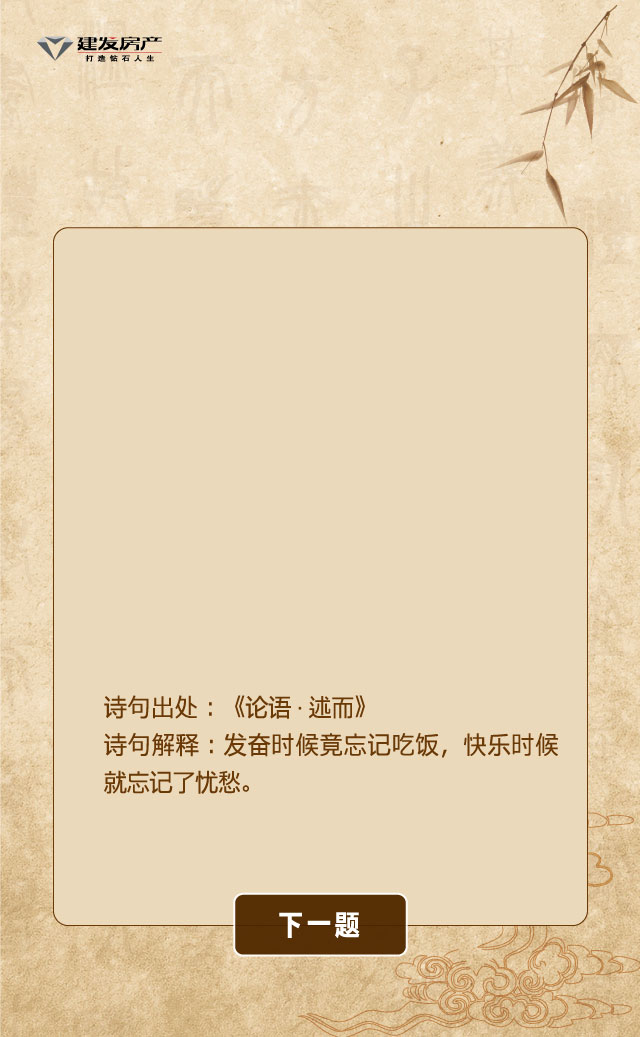 建发房产
打造钻石人生
诗句出处：《论语·述而》
诗句解释：发奋时候竟忘记吃饭，快乐时候
就忘记了忧愁。
下一题